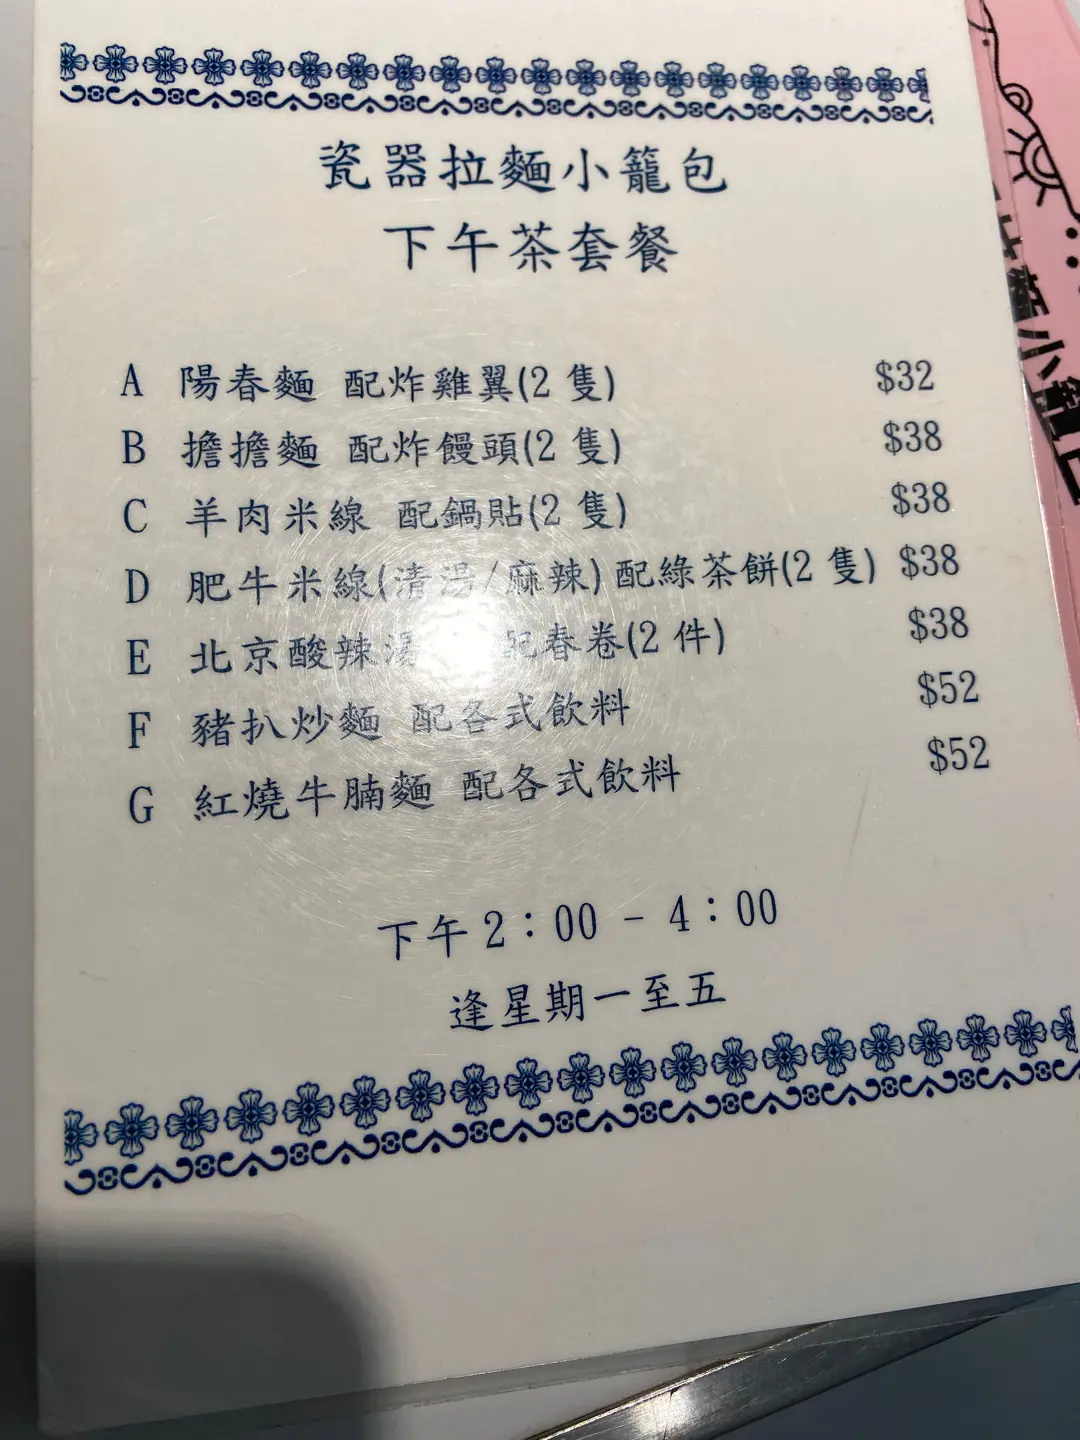 瓷器拉麵小籠包
下午茶套餐
A 陽春麵 配炸雞翼(2 隻) $32
B 擔擔麵 配炸饅頭(2 隻) $38
C 羊肉米線 配鍋貼(2 隻) $38
D 肥牛米線(清湯/麻辣) 配綠茶餅(2 隻) $38
E 北京酸辣湯 配春卷(2 件) $38
F 豬扒炒麵 配各式飲料 $52
G 紅燒牛腩麵 配各式飲料 $52
下午 2:00 - 4:00
逢星期一至五